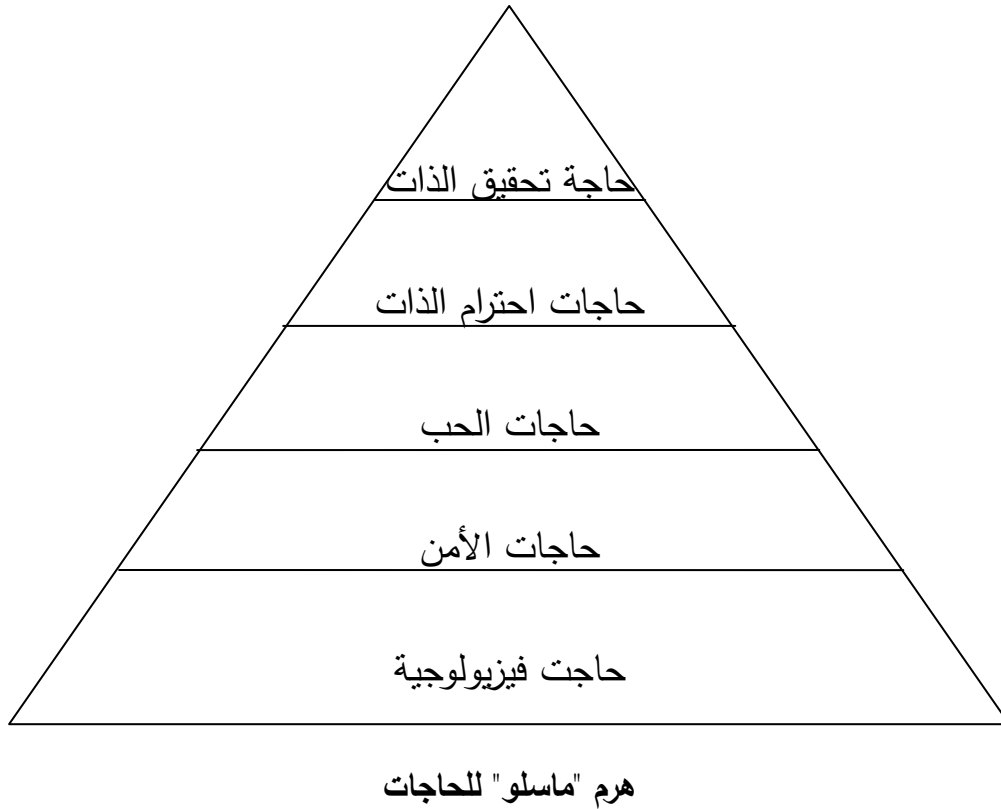 حاجة تحقيق الذات
حاجات احترام الذات
حاجات الحب
حاجات الأمن
حاجت فيزيولوجية
هرم "ماسلو" للحاجات